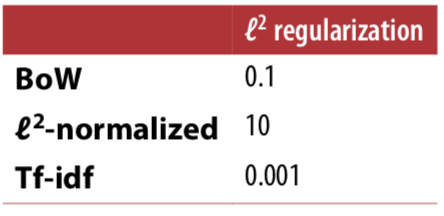 ℓ² regularization
BoW 0.1
ℓ²-normalized 10
Tf-idf 0.001